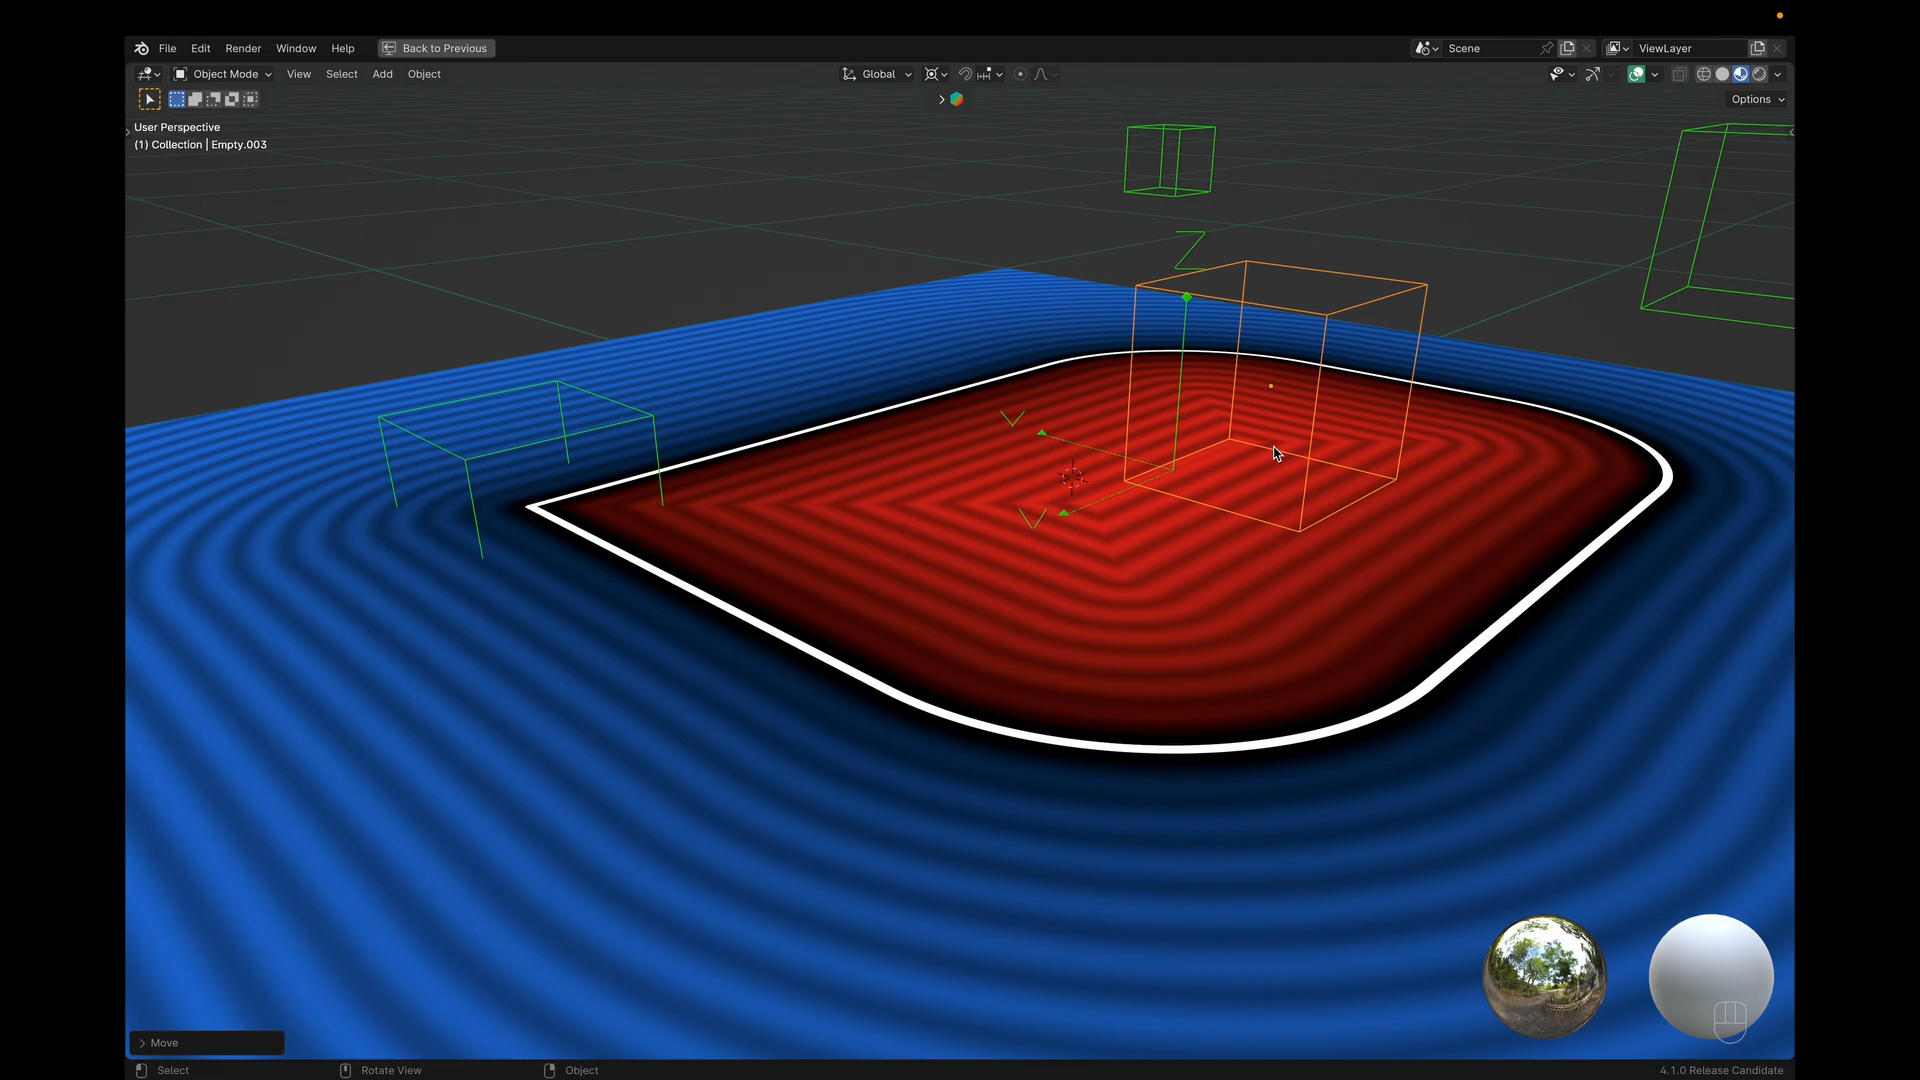 File Edit Render Window Help Back to Previous Scene ViewLayer
Object Mode View Select Add Object Global
Options
User Perspective
(1) Collection | Empty.003
Z
Move
Select Rotate View Object 4.1.0 Release Candidate